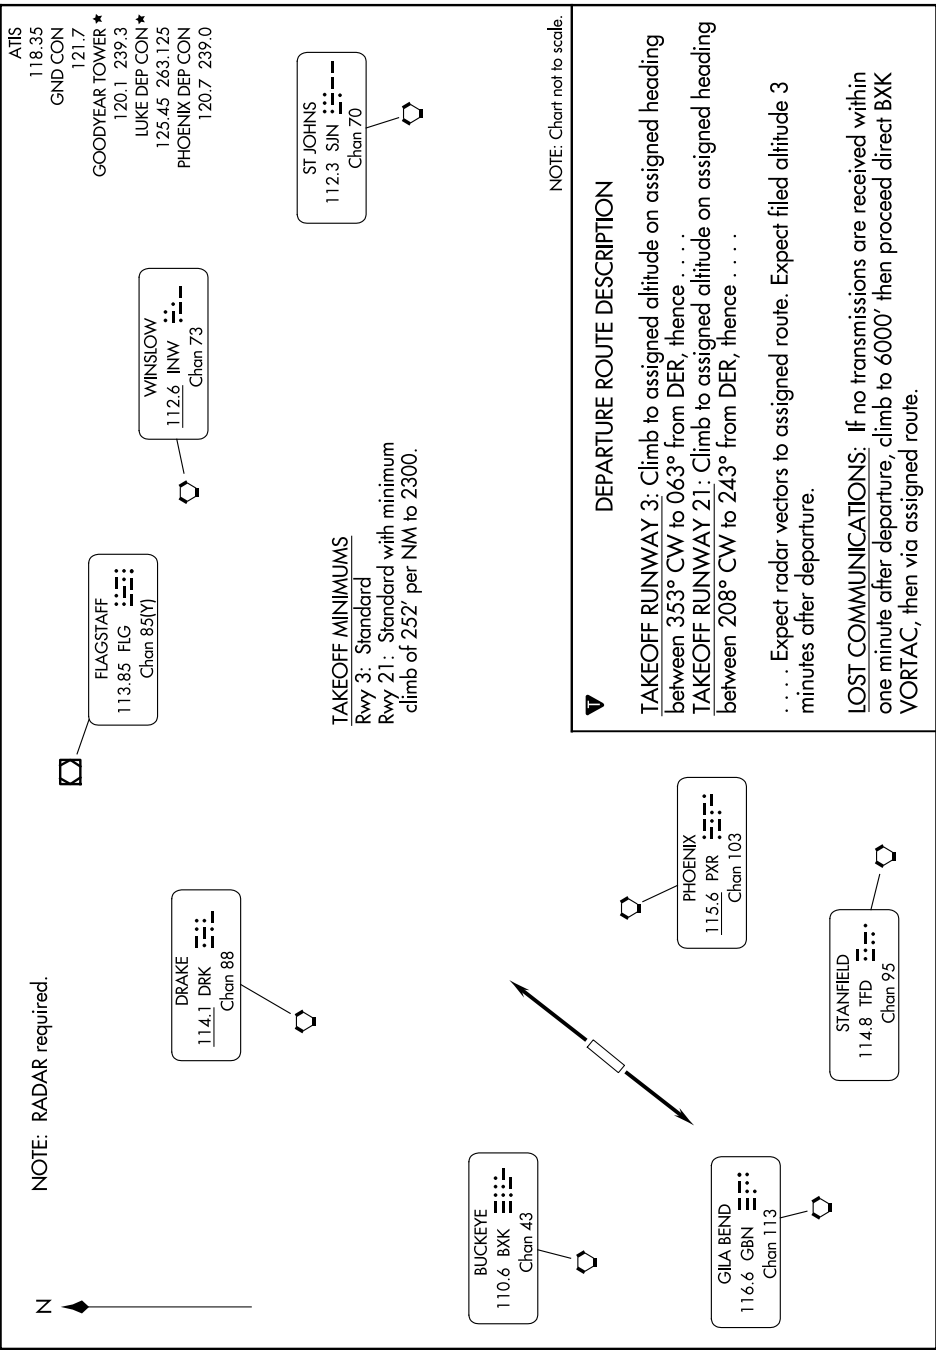 NOTE: RADAR required.
N
ATIS
118.35
GND CON
121.7
GOODYEAR TOWER ★
120.1 239.3
LUKE DEP CON ★
125.45 263.125
PHOENIX DEP CON
120.7 239.0
FLAGSTAFF
113.85 FLG
Chan 85(Y)
WINSLOW
112.6 INW
Chan 73
DRAKE
114.1 DRK
Chan 88
ST JOHNS
112.3 SJN
Chan 70
TAKEOFF MINIMUMS
Rwy 3: Standard
Rwy 21: Standard with minimum
climb of 252' per NM to 2300.
BUCKEYE
110.6 BXK
Chan 43
PHOENIX
115.6 PXR
Chan 103
GILA BEND
116.6 GBN
Chan 113
STANFIELD
114.8 TFD
Chan 95
NOTE: Chart not to scale.
T
DEPARTURE ROUTE DESCRIPTION
TAKEOFF RUNWAY 3: Climb to assigned altitude on assigned heading
between 353° CW to 063° from DER, thence . . . .
TAKEOFF RUNWAY 21: Climb to assigned altitude on assigned heading
between 208° CW to 243° from DER, thence . . . .
. . . . Expect radar vectors to assigned route. Expect filed altitude 3
minutes after departure.
LOST COMMUNICATIONS: If no transmissions are received within
one minute after departure, climb to 6000' then proceed direct BXK
VORTAC, then via assigned route.